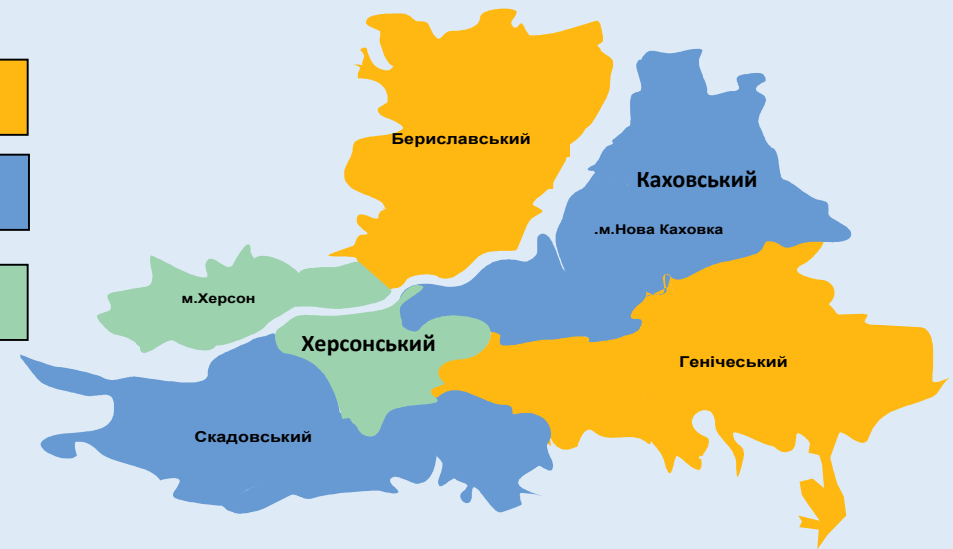 Бериславський
Каховський
.м.Нова Каховка
м.Херсон
Херсонський
Генічеський
Скадовський